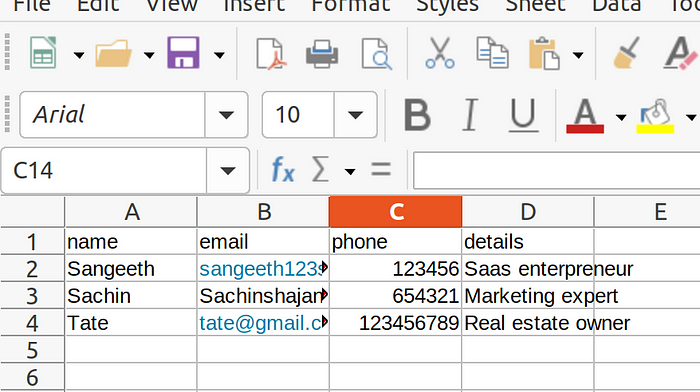 File Edit View Insert Format Styles Sheet Data
Arial 10 B I U A
C14 fx Σ =
A B C D E
1 name email phone details
2 Sangeeth sangeeth123 123456 Saas enterpreneur
3 Sachin Sachinshajan 654321 Marketing expert
4 Tate tate@gmail.c 123456789 Real estate owner
5
6